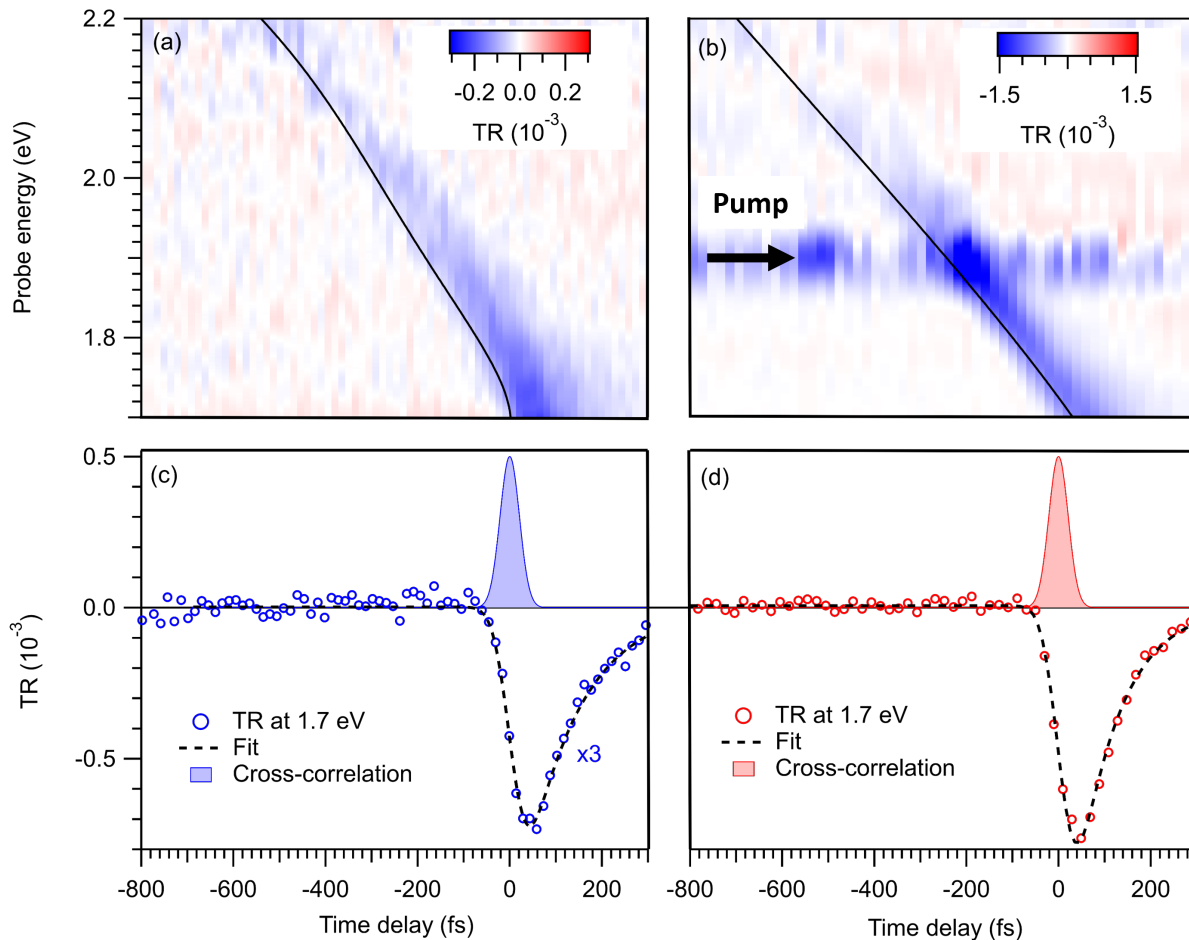 (a)
-0.2 0.0 0.2
TR (10-3)
2.2
2.0
1.8
Probe energy (eV)
(b)
-1.5 1.5
TR (10-3)
Pump
(c)
0.5
0.0
-0.5
TR (10-3)
TR at 1.7 eV
Fit
Cross-correlation
x3
-800 -600 -400 -200 0 200
Time delay (fs)
(d)
TR at 1.7 eV
Fit
Cross-correlation
-800 -600 -400 -200 0 200
Time delay (fs)